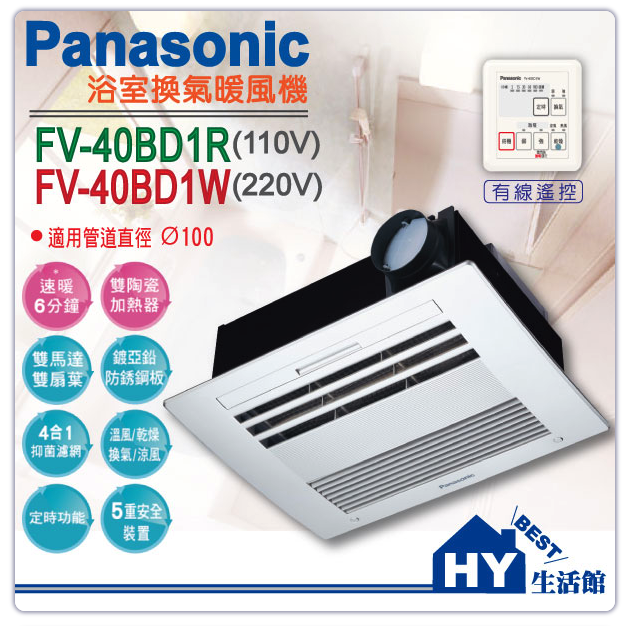 Panasonic
浴室換氣暖風機
FV-40BD1R(110V)
FV-40BD1W(220V)
•適用管道直徑 Ø100
Panasonic
定時
換氣
有線遙控
速暖
6分鐘
雙陶瓷
加熱器
雙馬達
雙扇葉
鍍亞鉛
防銹鋼板
4合1
抑菌濾網
溫風/乾燥
換氣/涼風
定時功能
5重安全
裝置
Panasonic
BEST
HY
生活館